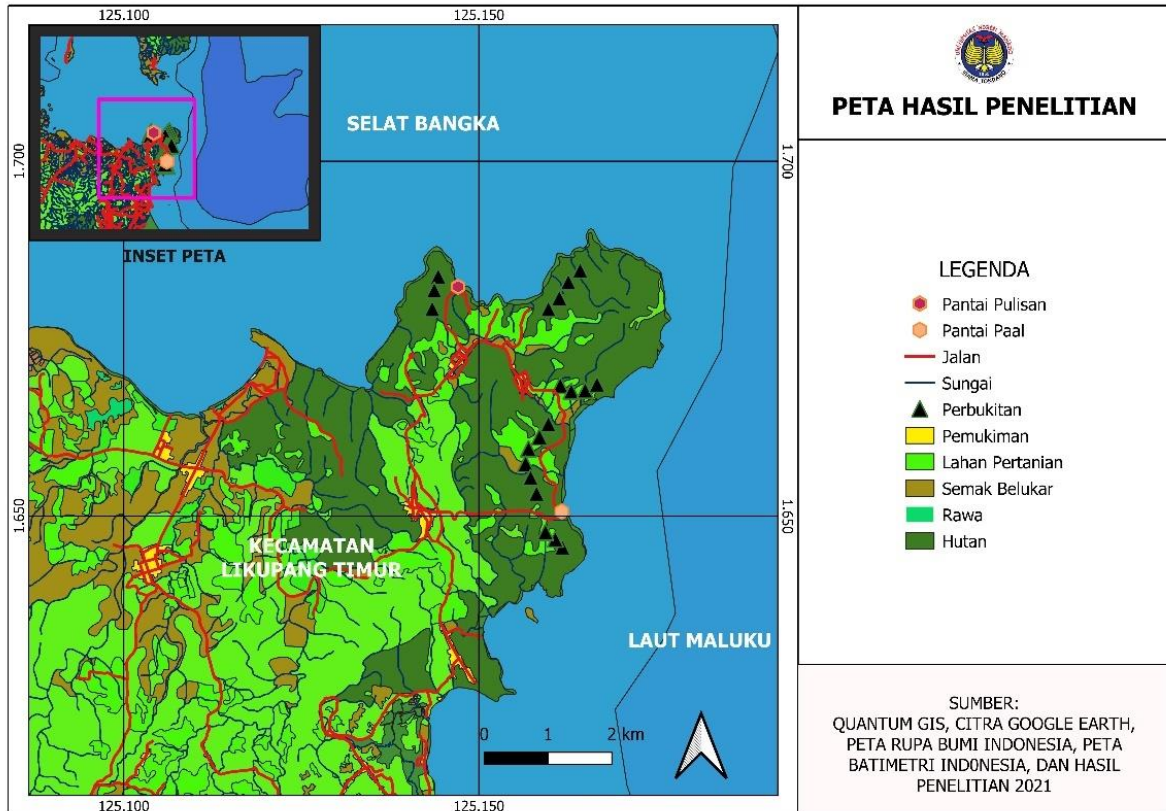 125.100
125.150
SELAT BANGKA
1.700
1.700
INSET PETA
1.650
1.650
KECAMATAN
LIKUPANG TIMUR
LAUT MALUKU
0
1
2 km
125.100
125.150
PETA HASIL PENELITIAN
LEGENDA
Pantai Pulisan
Pantai Paal
Jalan
Sungai
Perbukitan
Pemukiman
Lahan Pertanian
Semak Belukar
Rawa
Hutan
SUMBER:
QUANTUM GIS, CITRA GOOGLE EARTH,
PETA RUPA BUMI INDONESIA, PETA
BATIMETRI INDONESIA, DAN HASIL
PENELITIAN 2021